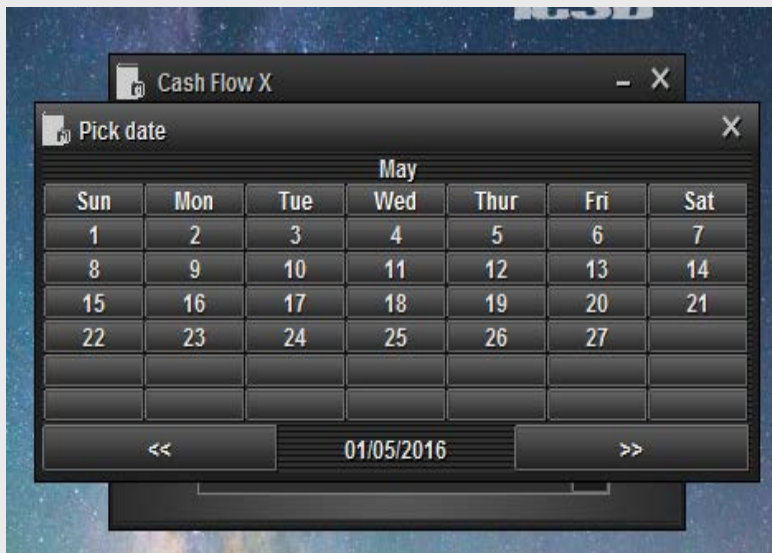 Cash Flow X
Pick date
May
Sun Mon Tue Wed Thur Fri Sat
1 2 3 4 5 6 7
8 9 10 11 12 13 14
15 16 17 18 19 20 21
22 23 24 25 26 27
<< 01/05/2016 >>